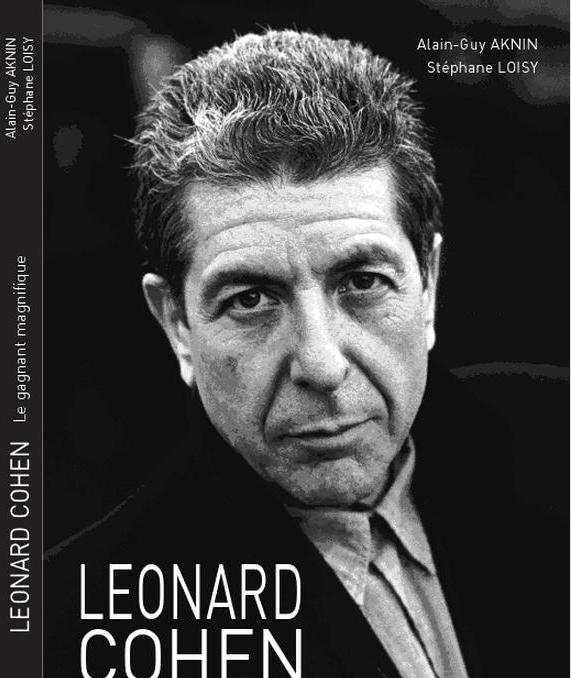 Alain-Guy AKNIN
Stéphane LOISY
LEONARD COHEN
Le gagnant magnifique
Alain-Guy AKNIN
Stéphane LOISY
LEONARD
COHEN